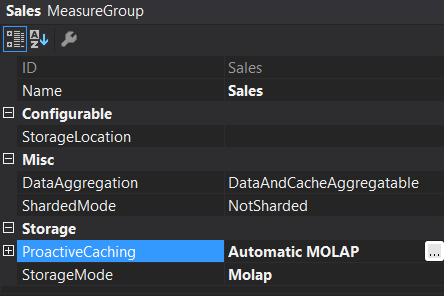 Sales MeasureGroup
ID Sales
Name Sales
Configurable
StorageLocation
Misc
DataAggregation DataAndCacheAggregatable
ShardedMode NotSharded
Storage
ProactiveCaching Automatic MOLAP ...
StorageMode Molap